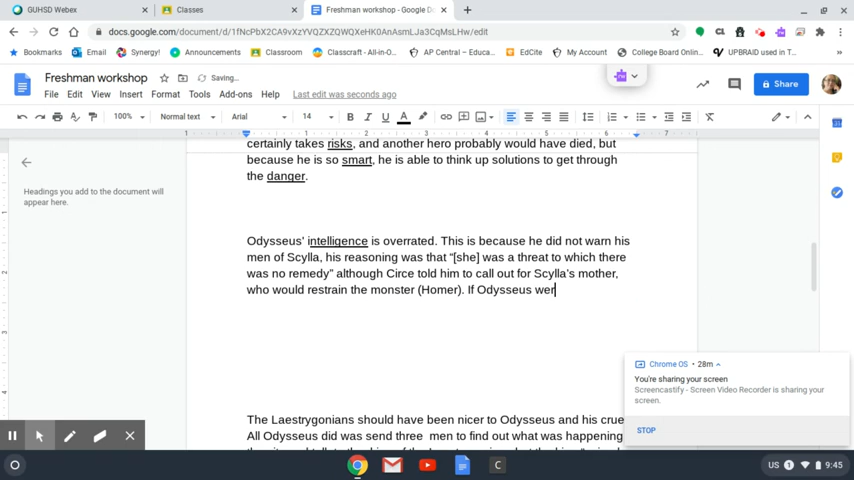 GUHSD Webex
Classes
Freshman workshop - Google Do
docs.google.com/document/d/1fNcPbX2CA9vXzYVQZXZQWQXeHK0AnAsmLJa3CqMsLHw/edit
Bookmarks Email Synergy! Announcements Classroom Classcraft - All-in-O... AP Central – Educa... EdCite My Account College Board Onlin... UPBRAID used in T...
Freshman workshop Saving...
File Edit View Insert Format Tools Add-ons Help Last edit was seconds ago
Share
100% Normal text Arial 14 B I U A
1 1 2 3 4 5 6 7
certainly takes risks, and another hero probably would have died, but
because he is so smart, he is able to think up solutions to get through
the danger.
Headings you add to the document will
appear here.
Odysseus' intelligence is overrated. This is because he did not warn his
men of Scylla, his reasoning was that "[she] was a threat to which there
was no remedy" although Circe told him to call out for Scylla's mother,
who would restrain the monster (Homer). If Odysseus wer
Chrome OS • 28m
You're sharing your screen
Screencastify - Screen Video Recorder is sharing your
screen.
STOP
The Laestrygonians should have been nicer to Odysseus and his crue
All Odysseus did was send three men to find out what was happening
US 1 9:45